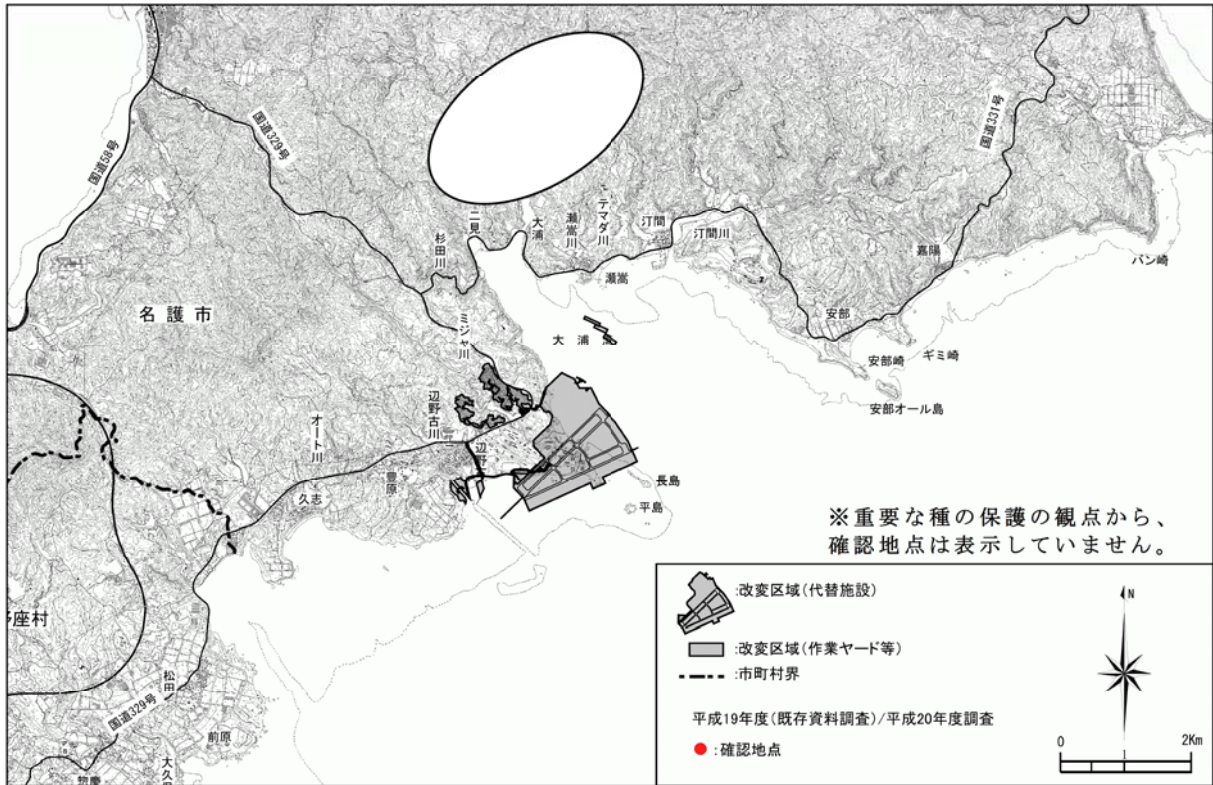 国道58号
国道329号
国道331号
名護市
杉田川
二見
大浦
瀬嵩川
テマダ川
汀間
汀間川
瀬嵩
嘉陽
バン崎
安部
安部崎
ギミ崎
安部オール島
ミジャ川
大浦
辺野古川
辺野
オート川
久志
豊原
長島
平島
座村
松田
国道329号
前原
大久
惣慶
※重要な種の保護の観点から、
確認地点は表示していません。
:改変区域(代替施設)
:改変区域(作業ヤード等)
:市町村界
平成19年度(既存資料調査)/平成20年度調査
:確認地点
N
0 1 2Km